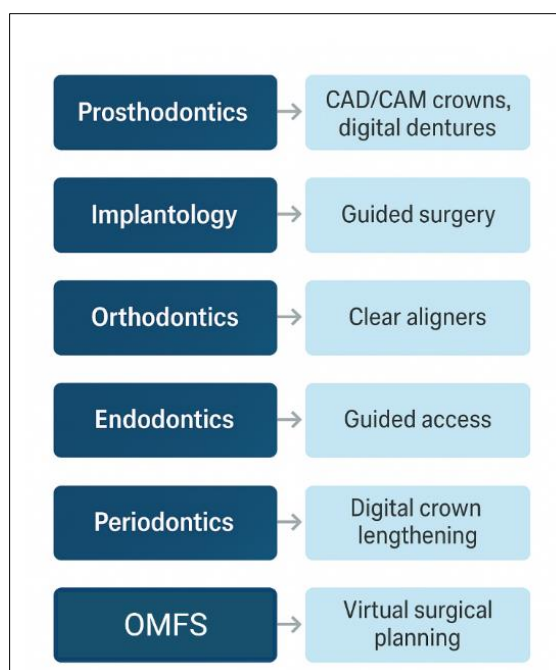 Prosthodontics
CAD/CAM crowns,
digital dentures
Implantology
Guided surgery
Orthodontics
Clear aligners
Endodontics
Guided access
Periodontics
Digital crown
lengthening
OMFS
Virtual surgical
planning